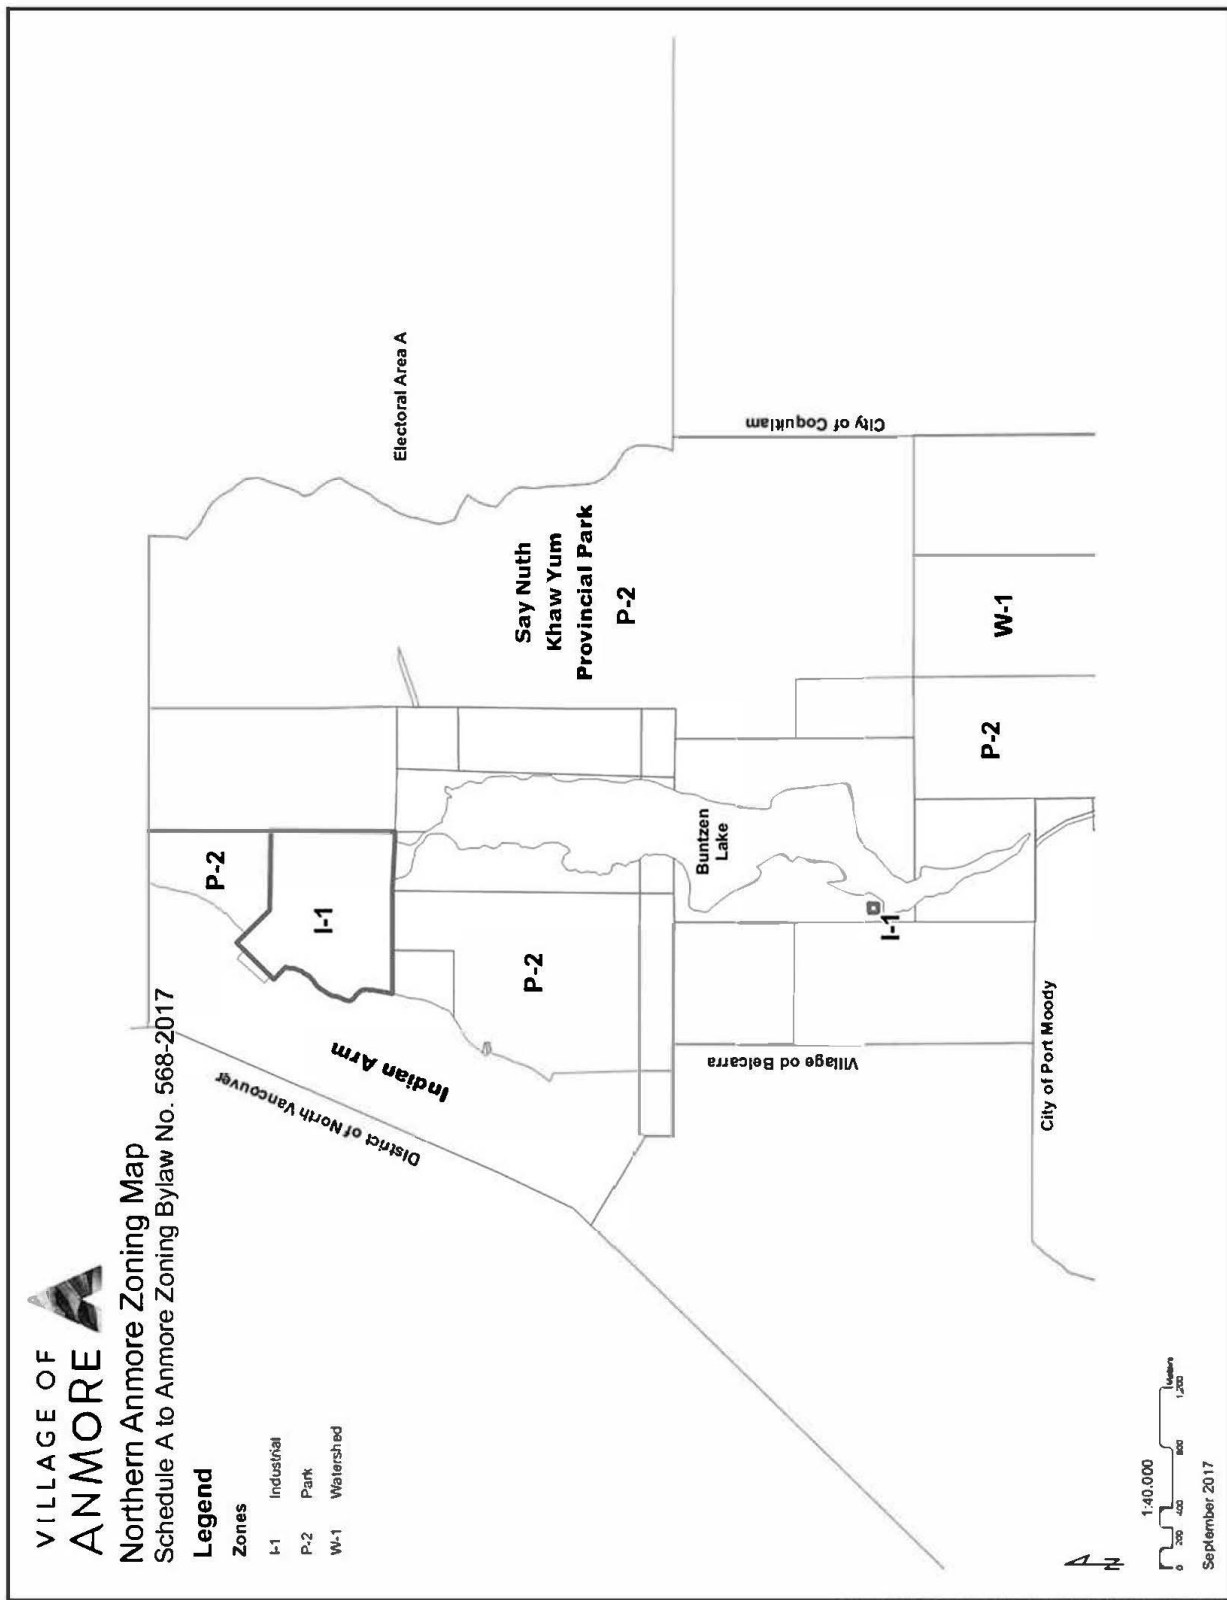 VILLAGE OF
ANMORE
Northern Anmore Zoning Map
Schedule A to Anmore Zoning Bylaw No. 568-2017
Legend
Zones
I-1 Industrial
P-2 Park
W-1 Watershed
P-2
I-1
Indian Arm
District of North Vancouver
Electoral Area A
P-2
Say Nuth
Khaw Yum
Provincial Park
P-2
Buntzen
Lake
City of Coquitlam
I-1
Village od Belcarra
P-2
W-1
City of Port Moody
N
1:40,000
0 200 400 800 1,200
Meters
September 2017